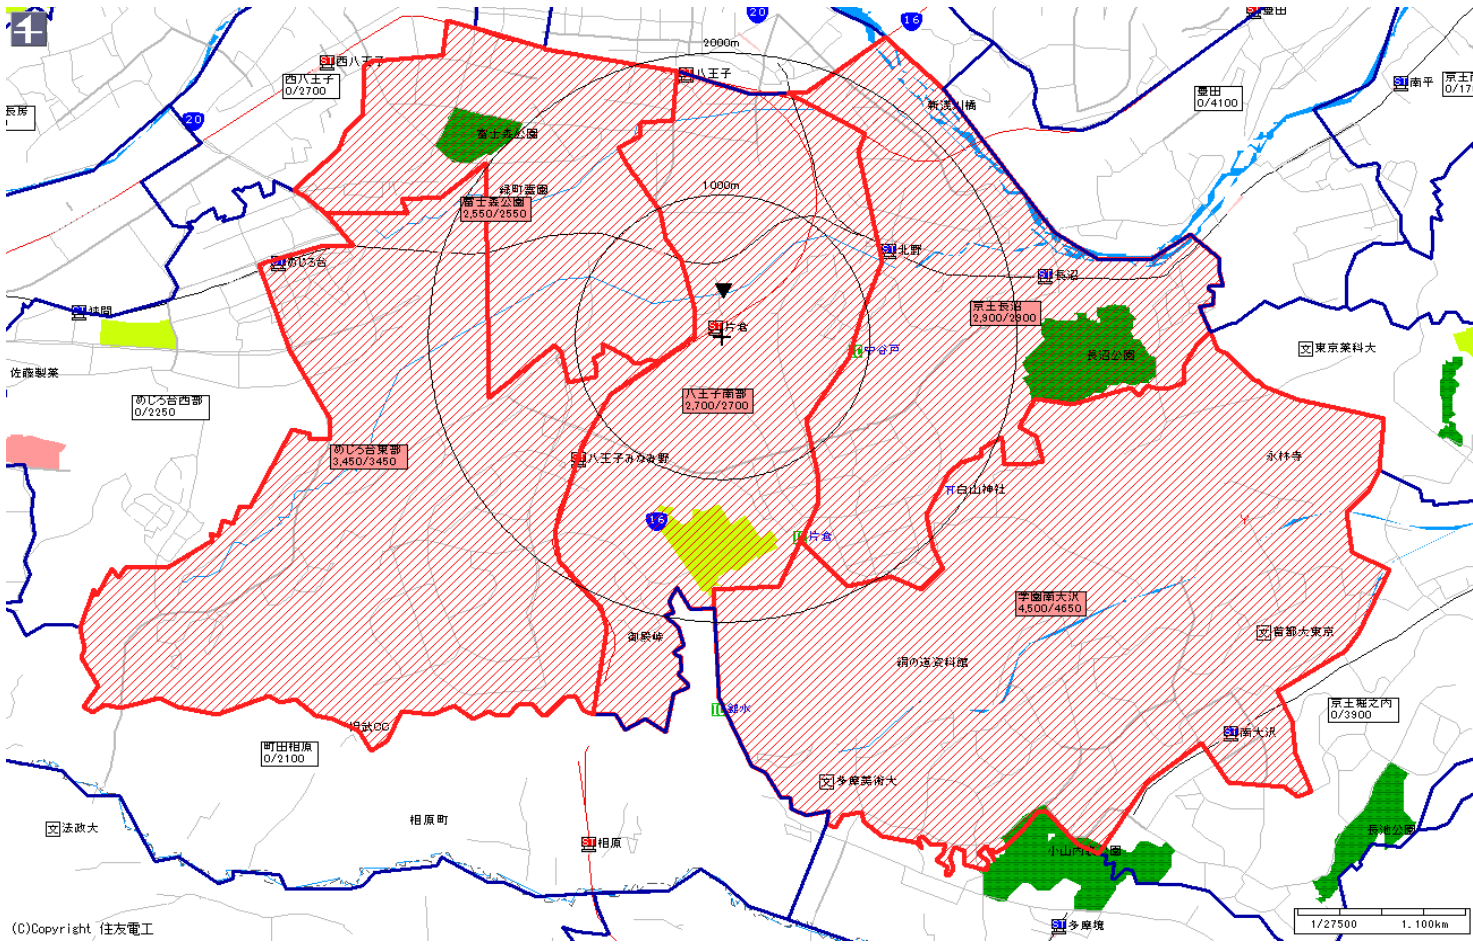 20
16
2000m
豊田
西八王子
八王子
西八王子
0/2700
南平
豊田
0/4100
新浅川橋
長房
20
富士森公園
1000m
緑町霊園
富士森公園
2,550/2550
めじろ台
北野
長沼
狭間
京王長沼
2,900/2900
片倉
中谷戸
長沼公園
東京薬科大
佐藤製薬
めじろ台西部
0/2250
八王子南部
2,700/2700
めじろ台東部
3,450/3450
八王子みなみ野
永林寺
白山神社
16
片倉
学園南大沢
4,500/4650
御殿峠
首都大東京
絹の道資料館
鑓水
相武CC
京王堀之内
0/3900
町田相原
0/2100
南大沢
多摩美術大
相原町
法政大
相原
長池公園
小山内裏公園
多摩境
(C)Copyright 住友電工
1/27500
1.100km